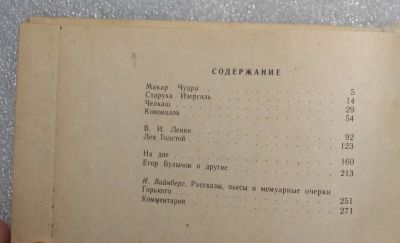 СОДЕРЖАНИЕ
Макар Чудра . . . . . . . . . . 5
Старуха Изергиль . . . . . . . . . . 14
Челкаш . . . . . . . . . . 29
Коновалов . . . . . . . . . . 54
В. И. Ленин . . . . . . . . . . 92
Лев Толстой . . . . . . . . . . 123
На дне . . . . . . . . . . 160
Егор Булычов и другие . . . . . . . . . . 213
И. Вайнберг. Рассказы, пьесы и мемуарные очерки
Горького . . . . . . . . . . 251
Комментарии . . . . . . . . . . 271